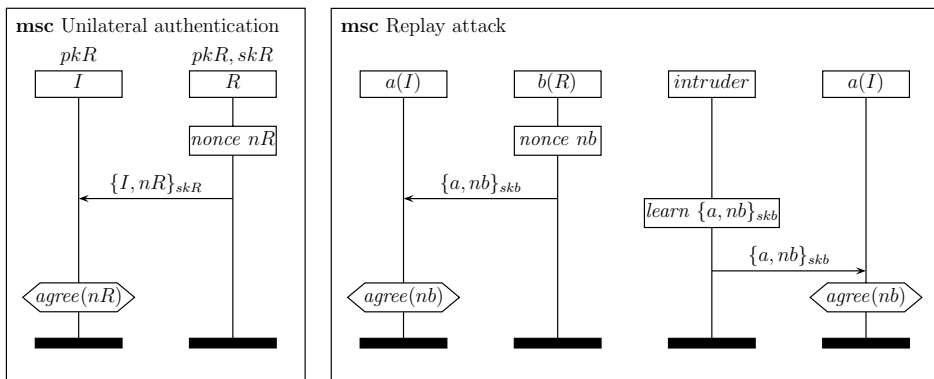 msc Unilateral authentication
pkR
pkR, skR
I
R
nonce nR
{I, nR}skR
agree(nR)
msc Replay attack
a(I)
b(R)
intruder
a(I)
nonce nb
{a, nb}skb
learn {a, nb}skb
{a, nb}skb
agree(nb)
agree(nb)